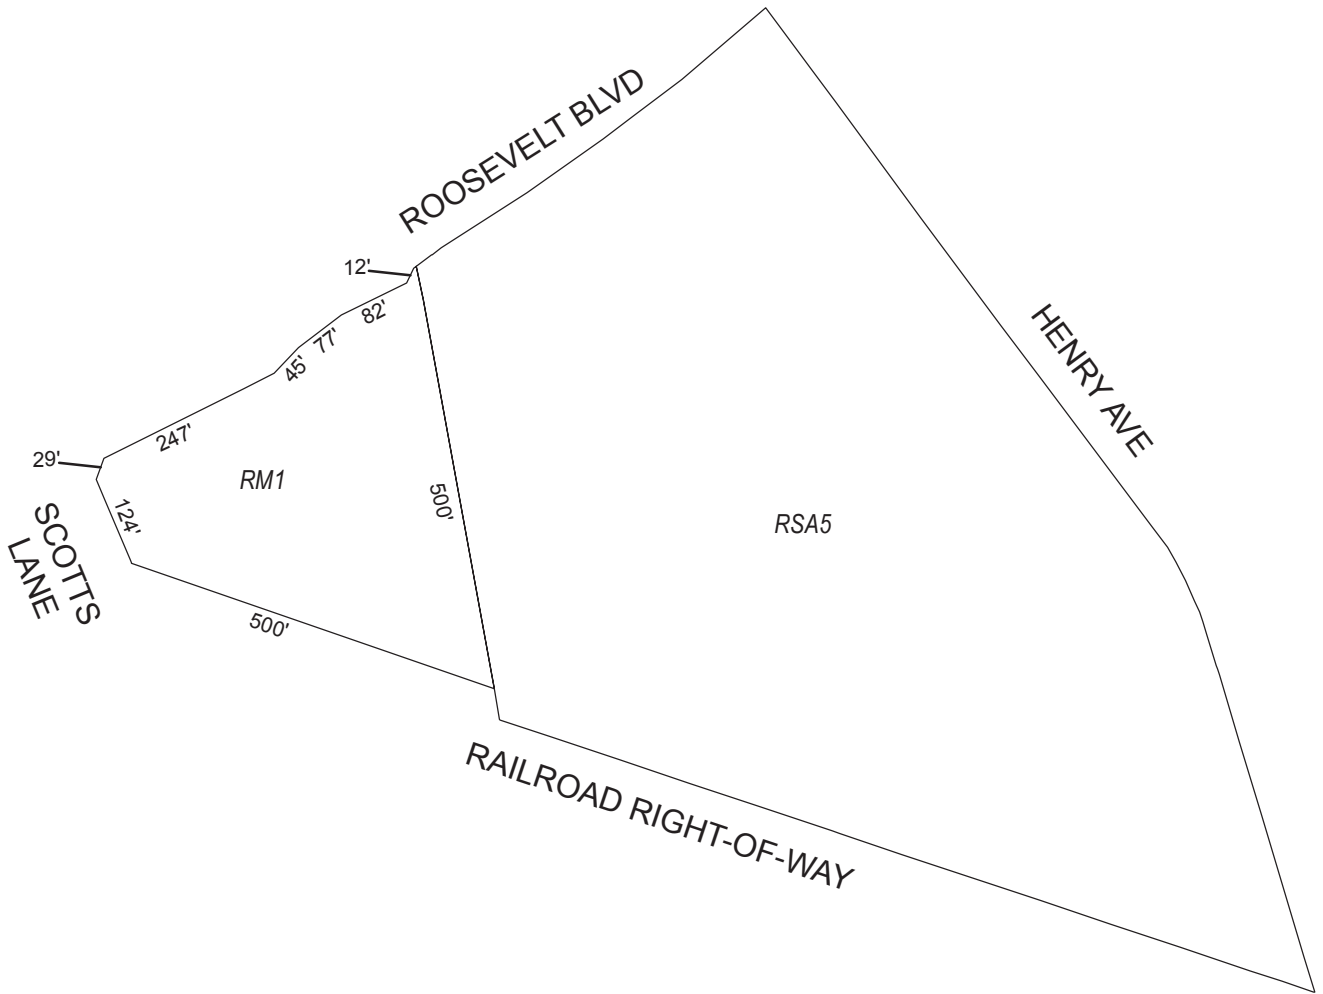 ROOSEVELT BLVD
12'
82'
77'
45'
247'
29'
124'
SCOTTS
LANE
RM1
500'
500'
RSA5
HENRY AVE
RAILROAD RIGHT-OF-WAY